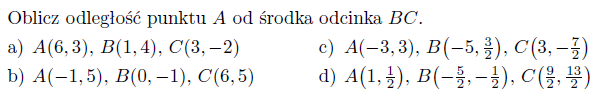 Oblicz odległość punktu A od środka odcinka BC.
a) A(6, 3), B(1, 4), C(3, −2) c) A(−3, 3), B(−5, 3/2), C(3, −7/2)
b) A(−1, 5), B(0, −1), C(6, 5) d) A(1, 1/2), B(−5/2, −1/2), C(9/2, 13/2)